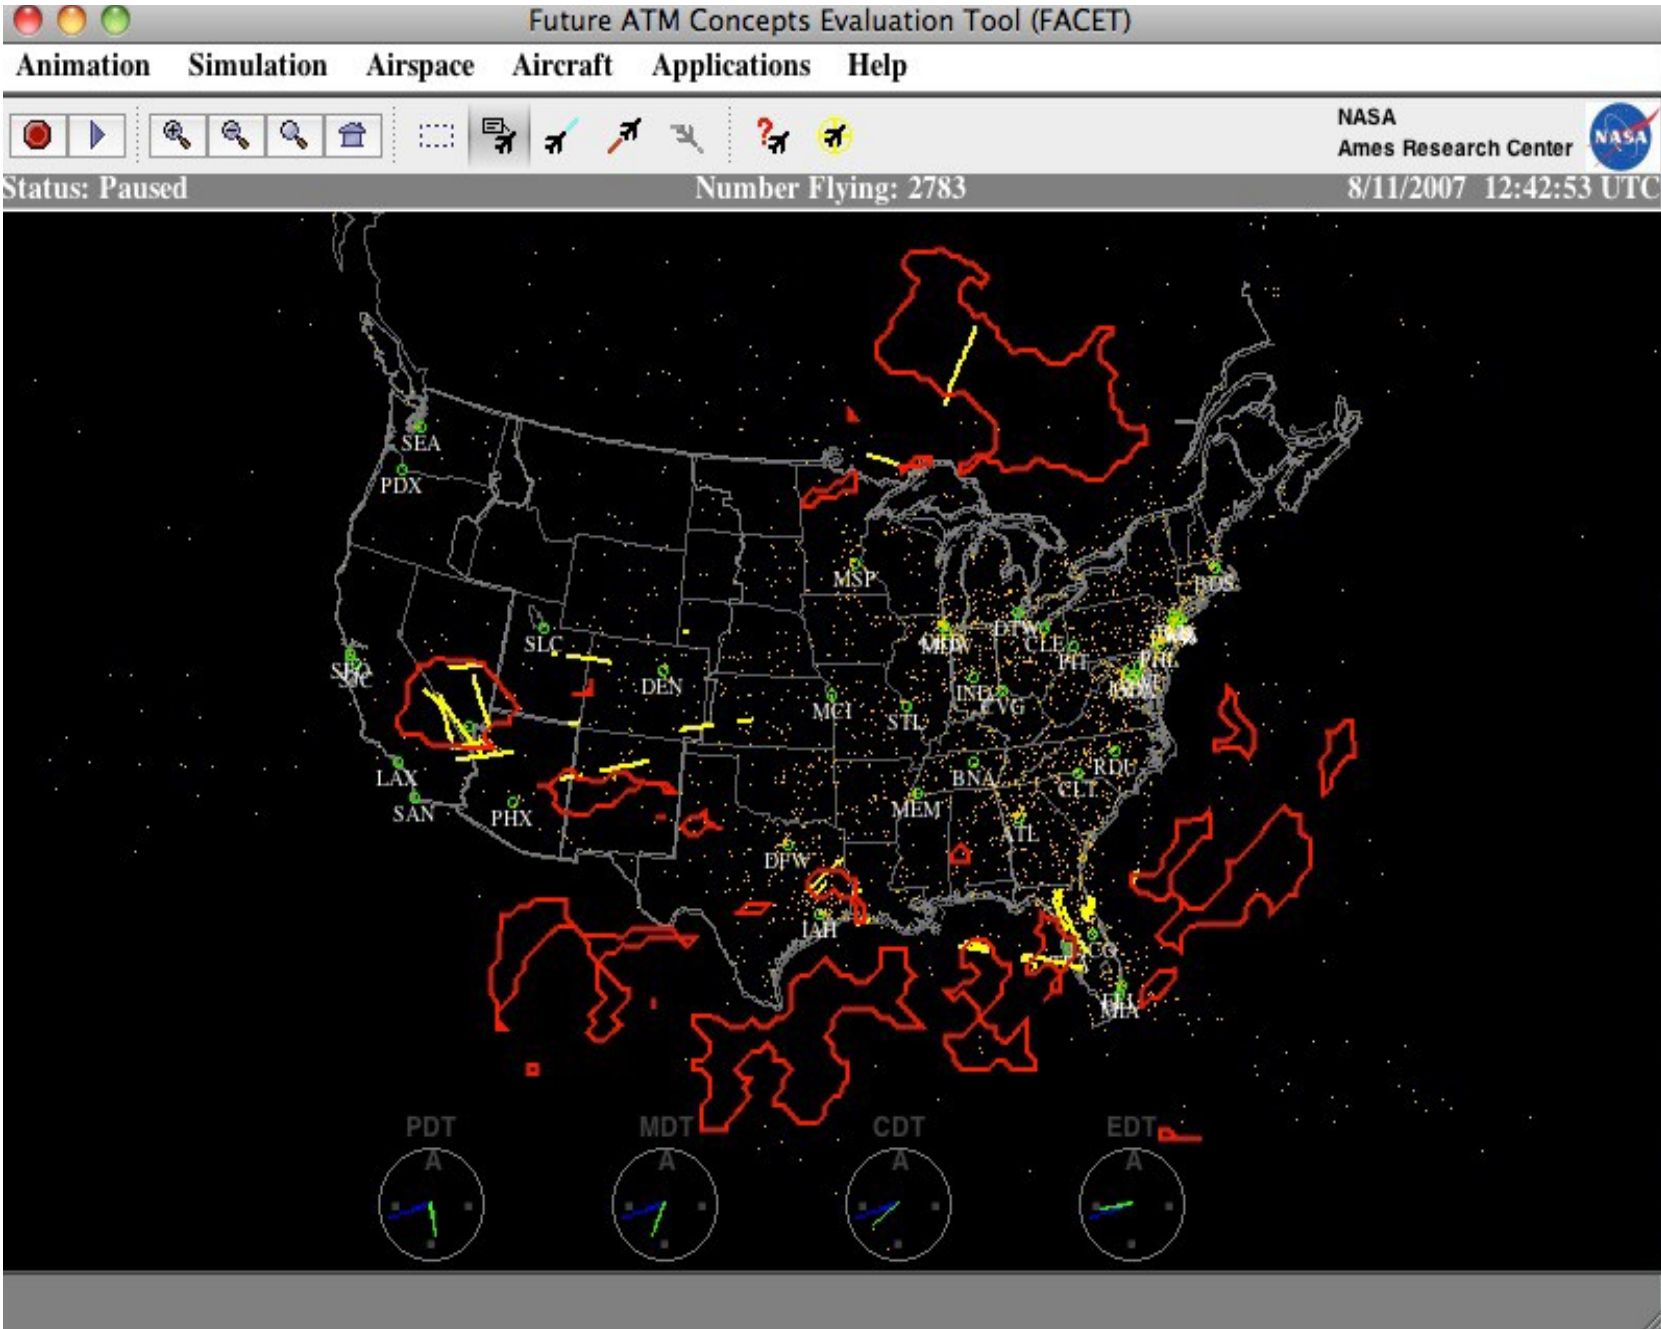 Future ATM Concepts Evaluation Tool (FACET)
Animation Simulation Airspace Aircraft Applications Help
NASA
Ames Research Center
NASA
Status: Paused Number Flying: 2783 8/11/2007 12:42:53 UTC
SEA
PDX
MSP
BOS
SLC
DTW
CLE
PIT
PHL
DEN
IND
CVG
MCI
STL
LAX
BNA
RDU
SAN
PHX
MEM
CLT
ATL
DFW
IAH
MIA
PDT MDT CDT EDT
A A A A